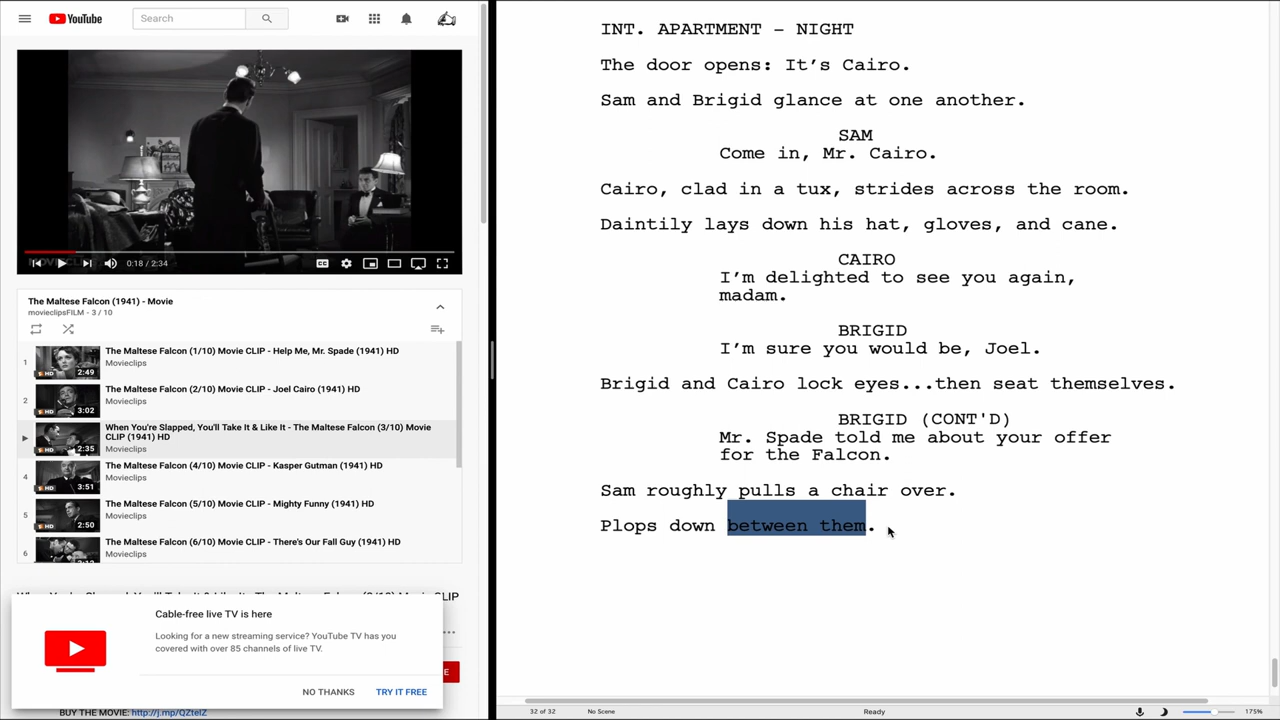 YouTube
Search
MOVIECLIPS
0:18 / 2:34
The Maltese Falcon (1941) - Movie
movieclipsFILM - 3 / 10
1
2:49
The Maltese Falcon (1/10) Movie CLIP - Help Me, Mr. Spade (1941) HD
Movieclips
2
3:02
The Maltese Falcon (2/10) Movie CLIP - Joel Cairo (1941) HD
Movieclips
2:35
When You're Slapped, You'll Take It & Like It - The Maltese Falcon (3/10) Movie
CLIP (1941) HD
Movieclips
4
3:51
The Maltese Falcon (4/10) Movie CLIP - Kasper Gutman (1941) HD
Movieclips
5
2:50
The Maltese Falcon (5/10) Movie CLIP - Mighty Funny (1941) HD
Movieclips
6
The Maltese Falcon (6/10) Movie CLIP - There's Our Fall Guy (1941) HD
Movieclips
Cable-free live TV is here
Looking for a new streaming service? YouTube TV has you
covered with over 85 channels of live TV.
NO THANKS
TRY IT FREE
BUY THE MOVIE: http://j.mp/QZteIZ
INT. APARTMENT – NIGHT
The door opens: It’s Cairo.
Sam and Brigid glance at one another.
SAM
Come in, Mr. Cairo.
Cairo, clad in a tux, strides across the room.
Daintily lays down his hat, gloves, and cane.
CAIRO
I’m delighted to see you again,
madam.
BRIGID
I’m sure you would be, Joel.
Brigid and Cairo lock eyes...then seat themselves.
BRIGID (CONT'D)
Mr. Spade told me about your offer
for the Falcon.
Sam roughly pulls a chair over.
Plops down between them.
32 of 32
No Scene
Ready
175%